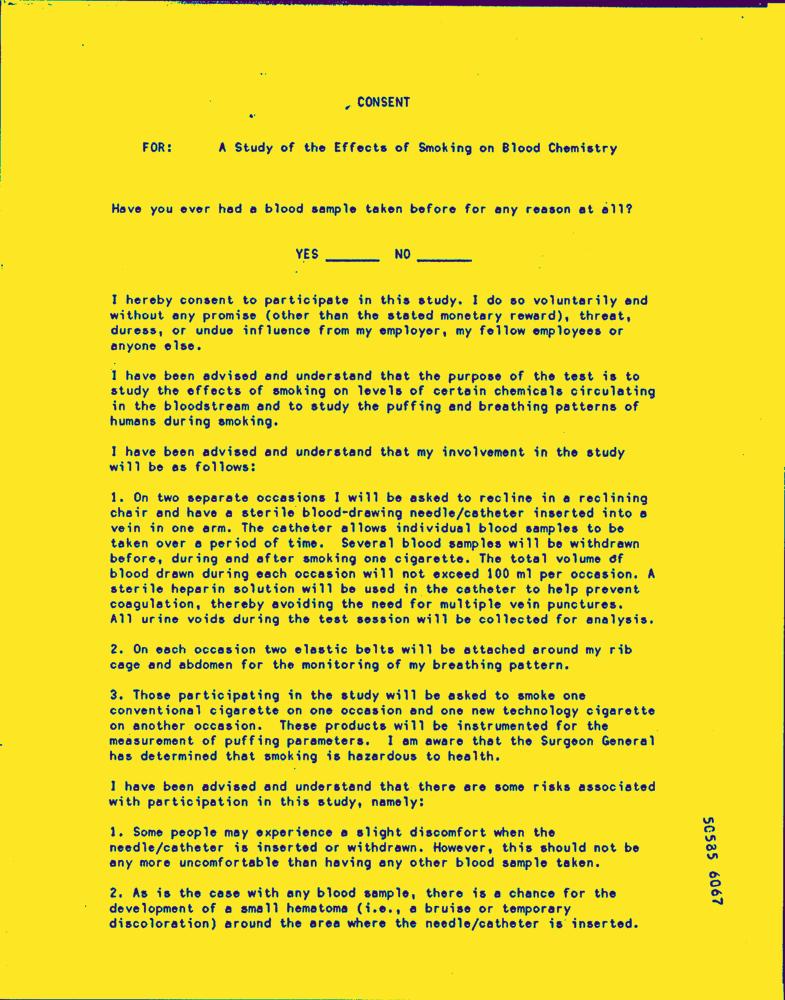 CONSENT
FOR: A Study of the Effects of Smoking on Blood Chemistry
Have you ever had a blood sample taken before for any reason at all?
YES ______ NO ______
I hereby consent to participate in this study. I do so voluntarily and
without any promise (other than the stated monetary reward), threat,
duress, or undue influence from my employer, my fellow employees or
anyone else.
I have been advised and understand that the purpose of the test is to
study the effects of smoking on levels of certain chemicals circulating
in the bloodstream and to study the puffing and breathing patterns of
humans during smoking.
I have been advised and understand that my involvement in the study
will be as follows:
1. On two separate occasions I will be asked to recline in a reclining
chair and have a sterile blood-drawing needle/catheter inserted into a
vein in one arm. The catheter allows individual blood samples to be
taken over a period of time. Several blood samples will be withdrawn
before, during and after smoking one cigarette. The total volume of
blood drawn during each occasion will not exceed 100 ml per occasion. A
sterile heparin solution will be used in the catheter to help prevent
coagulation, thereby avoiding the need for multiple vein punctures.
All urine voids during the test session will be collected for analysis.
2. On each occasion two elastic belts will be attached around my rib
cage and abdomen for the monitoring of my breathing pattern.
3. Those participating in the study will be asked to smoke one
conventional cigarette on one occasion and one new technology cigarette
on another occasion. These products will be instrumented for the
measurement of puffing parameters. I am aware that the Surgeon General
has determined that smoking is hazardous to health.
I have been advised and understand that there are some risks associated
with participation in this study, namely:
1. Some people may experience a slight discomfort when the
needle/catheter is inserted or withdrawn. However, this should not be
any more uncomfortable than having any other blood sample taken.
2. As is the case with any blood sample, there is a chance for the
development of a small hematoma (i.e., a bruise or temporary
discoloration) around the area where the needle/catheter is inserted.
50585 6067